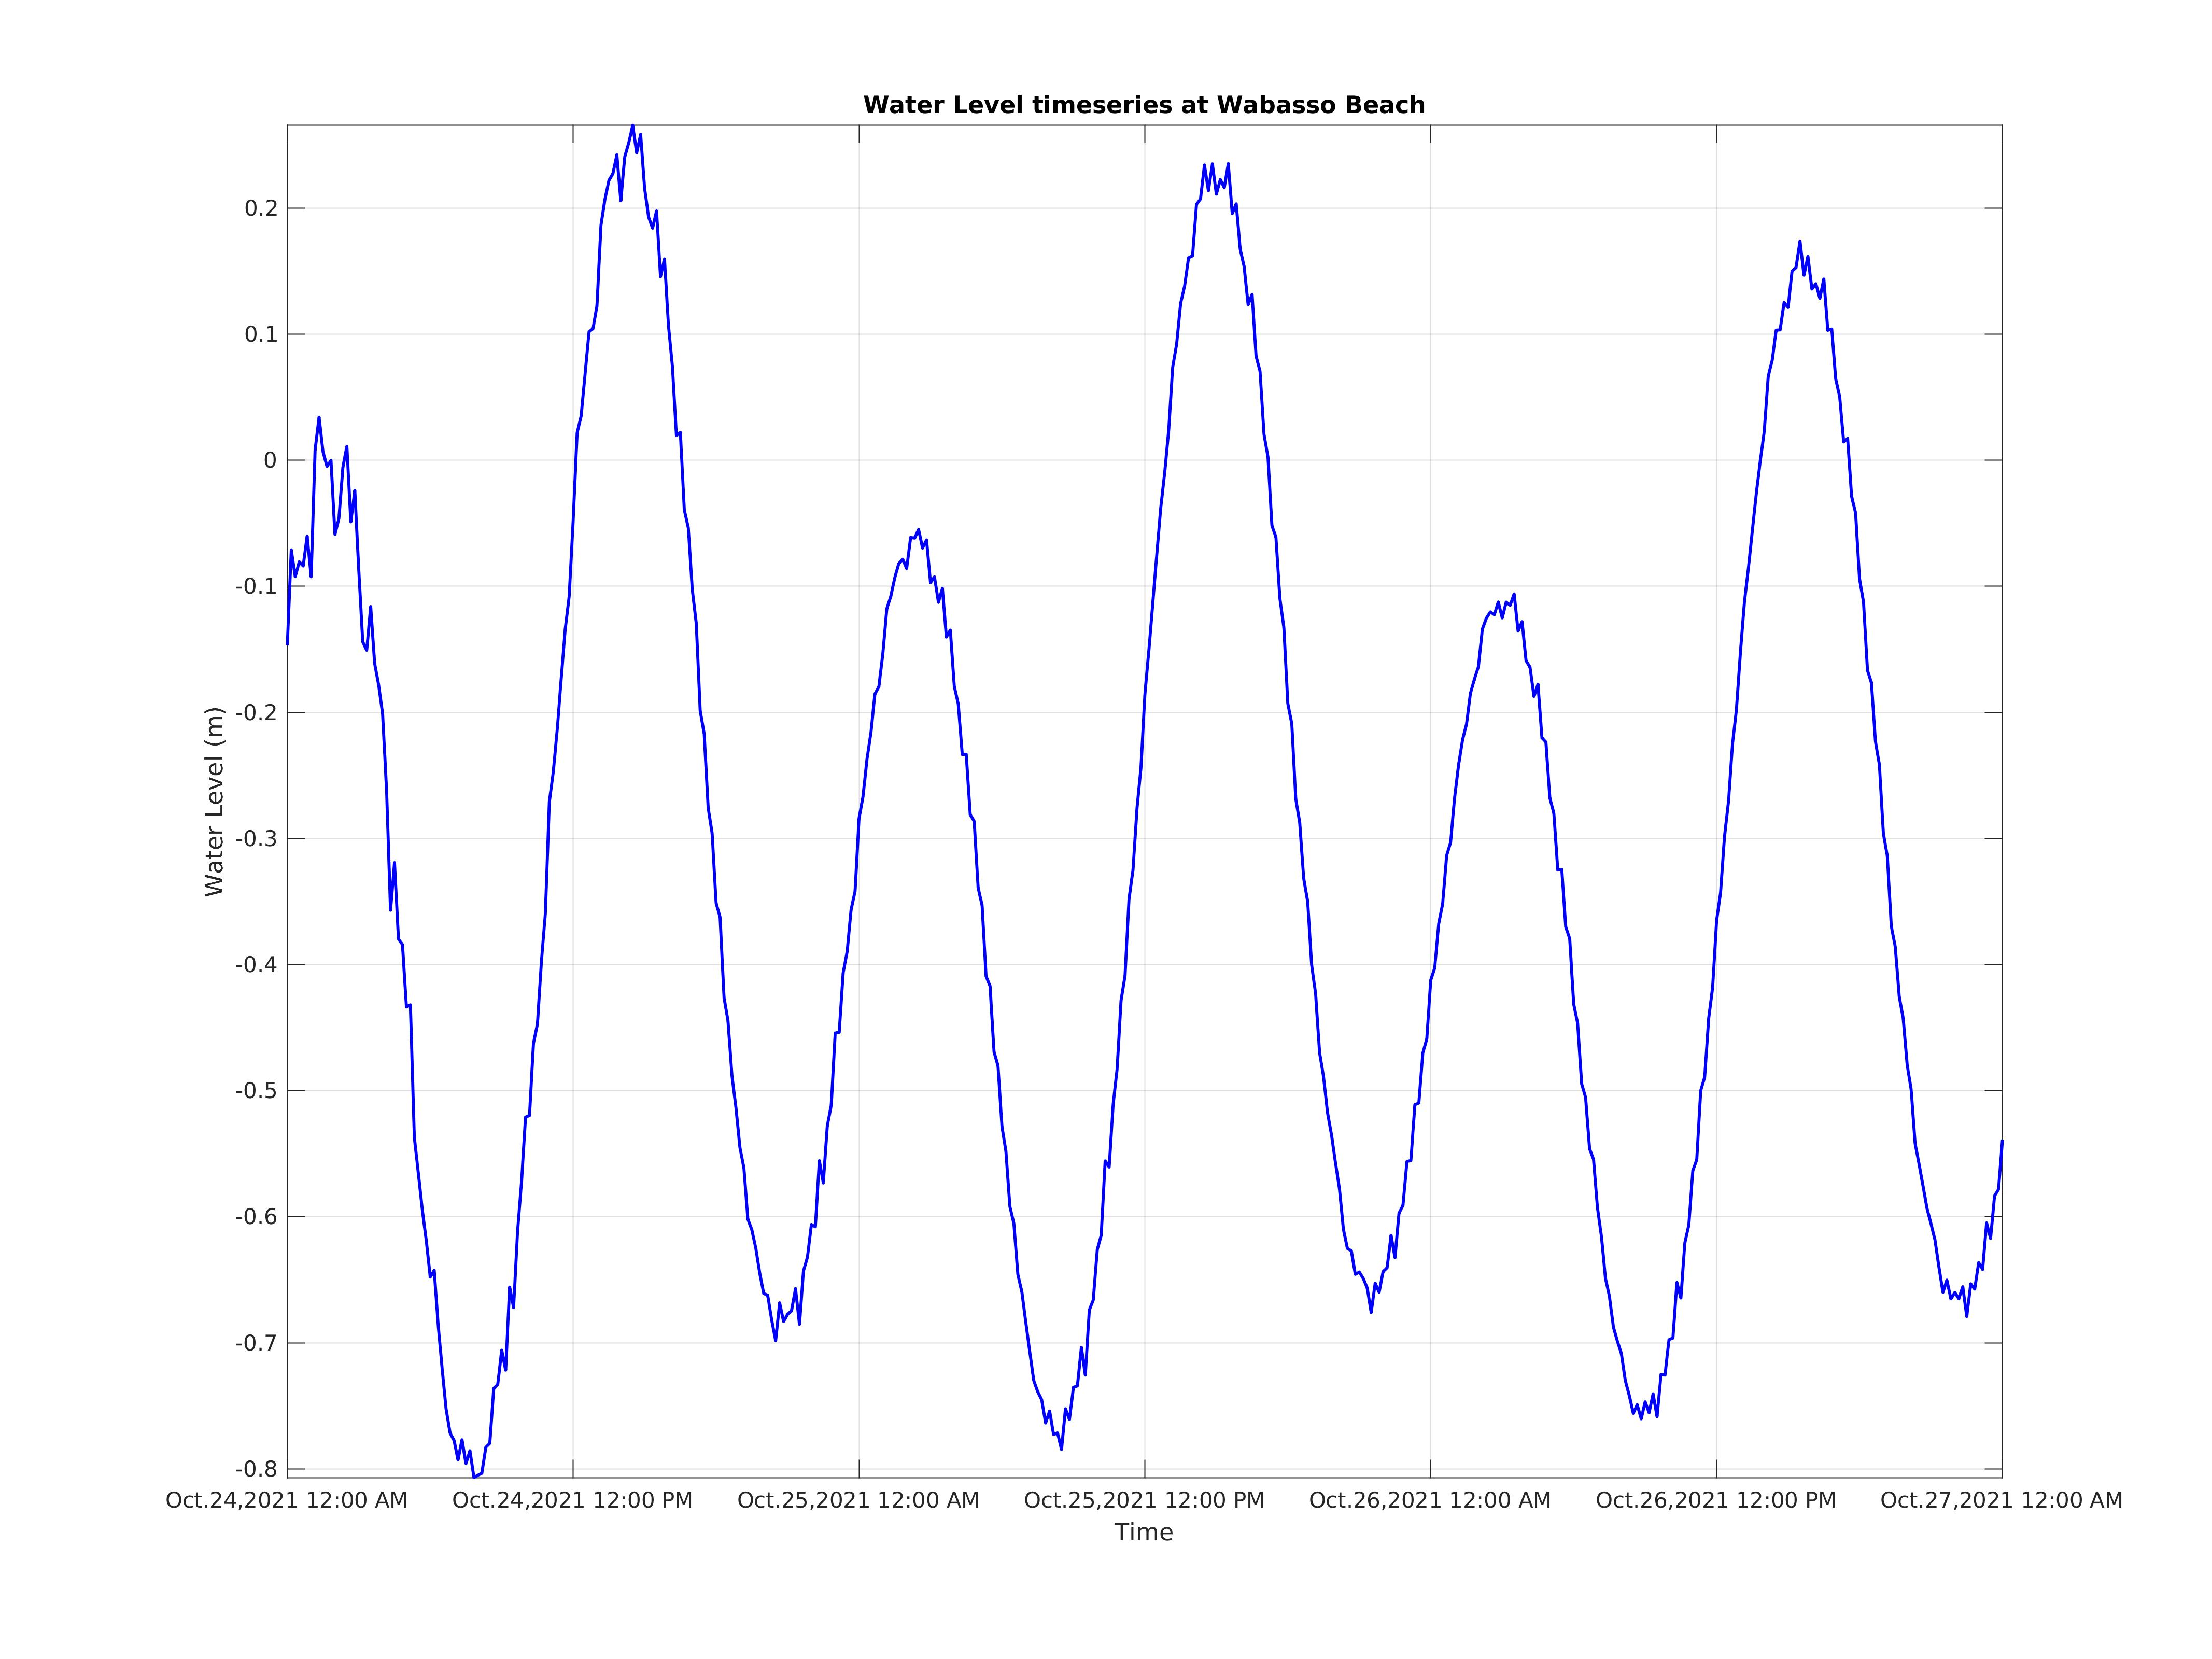 Water Level timeseries at Wabasso Beach
0.2
0.1
0
-0.1
-0.2
-0.3
-0.4
-0.5
-0.6
-0.7
-0.8
Water Level (m)
Oct.24,2021 12:00 AM
Oct.24,2021 12:00 PM
Oct.25,2021 12:00 AM
Oct.25,2021 12:00 PM
Oct.26,2021 12:00 AM
Oct.26,2021 12:00 PM
Oct.27,2021 12:00 AM
Time